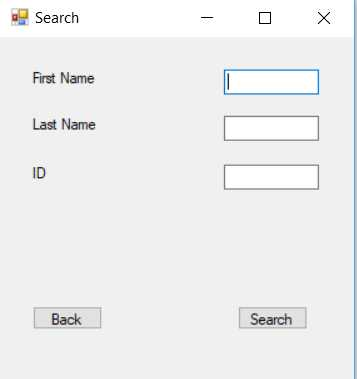 Search
First Name
Last Name
ID
Back Search